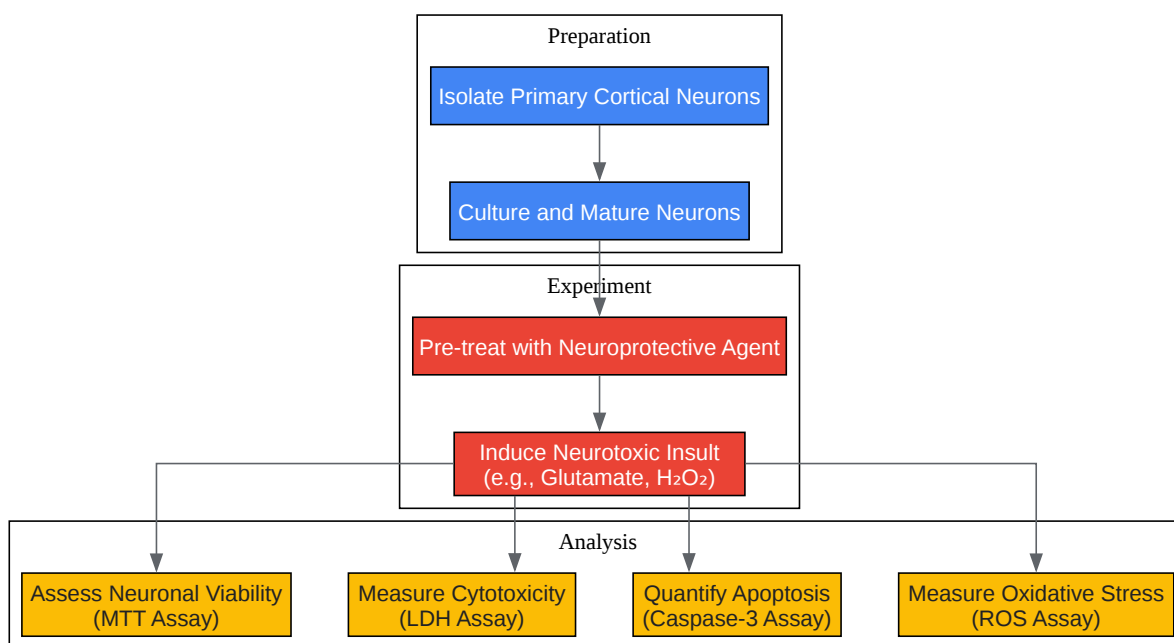 Preparation
Isolate Primary Cortical Neurons
Culture and Mature Neurons
Experiment
Pre-treat with Neuroprotective Agent
Induce Neurotoxic Insult
(e.g., Glutamate, H₂O₂)
Analysis
Assess Neuronal Viability
(MTT Assay)
Measure Cytotoxicity
(LDH Assay)
Quantify Apoptosis
(Caspase-3 Assay)
Measure Oxidative Stress
(ROS Assay)